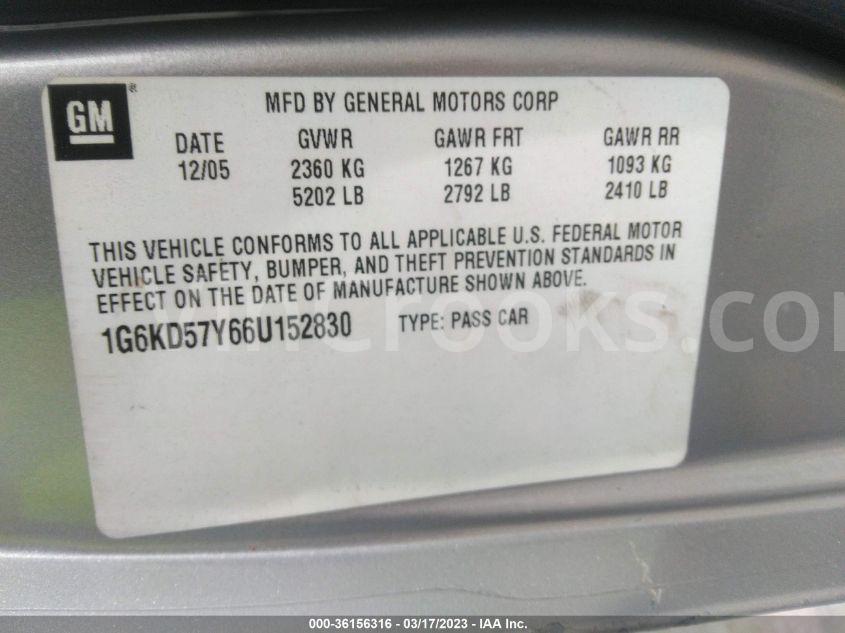 GM®
MFD BY GENERAL MOTORS CORP
DATE GVWR GAWR FRT GAWR RR
12/05 2360 KG 1267 KG 1093 KG
5202 LB 2792 LB 2410 LB
THIS VEHICLE CONFORMS TO ALL APPLICABLE U.S. FEDERAL MOTOR
VEHICLE SAFETY, BUMPER, AND THEFT PREVENTION STANDARDS IN
EFFECT ON THE DATE OF MANUFACTURE SHOWN ABOVE.
1G6KD57Y66U152830 TYPE: PASS CAR
000-36156316 - 03/17/2023 - IAA Inc.